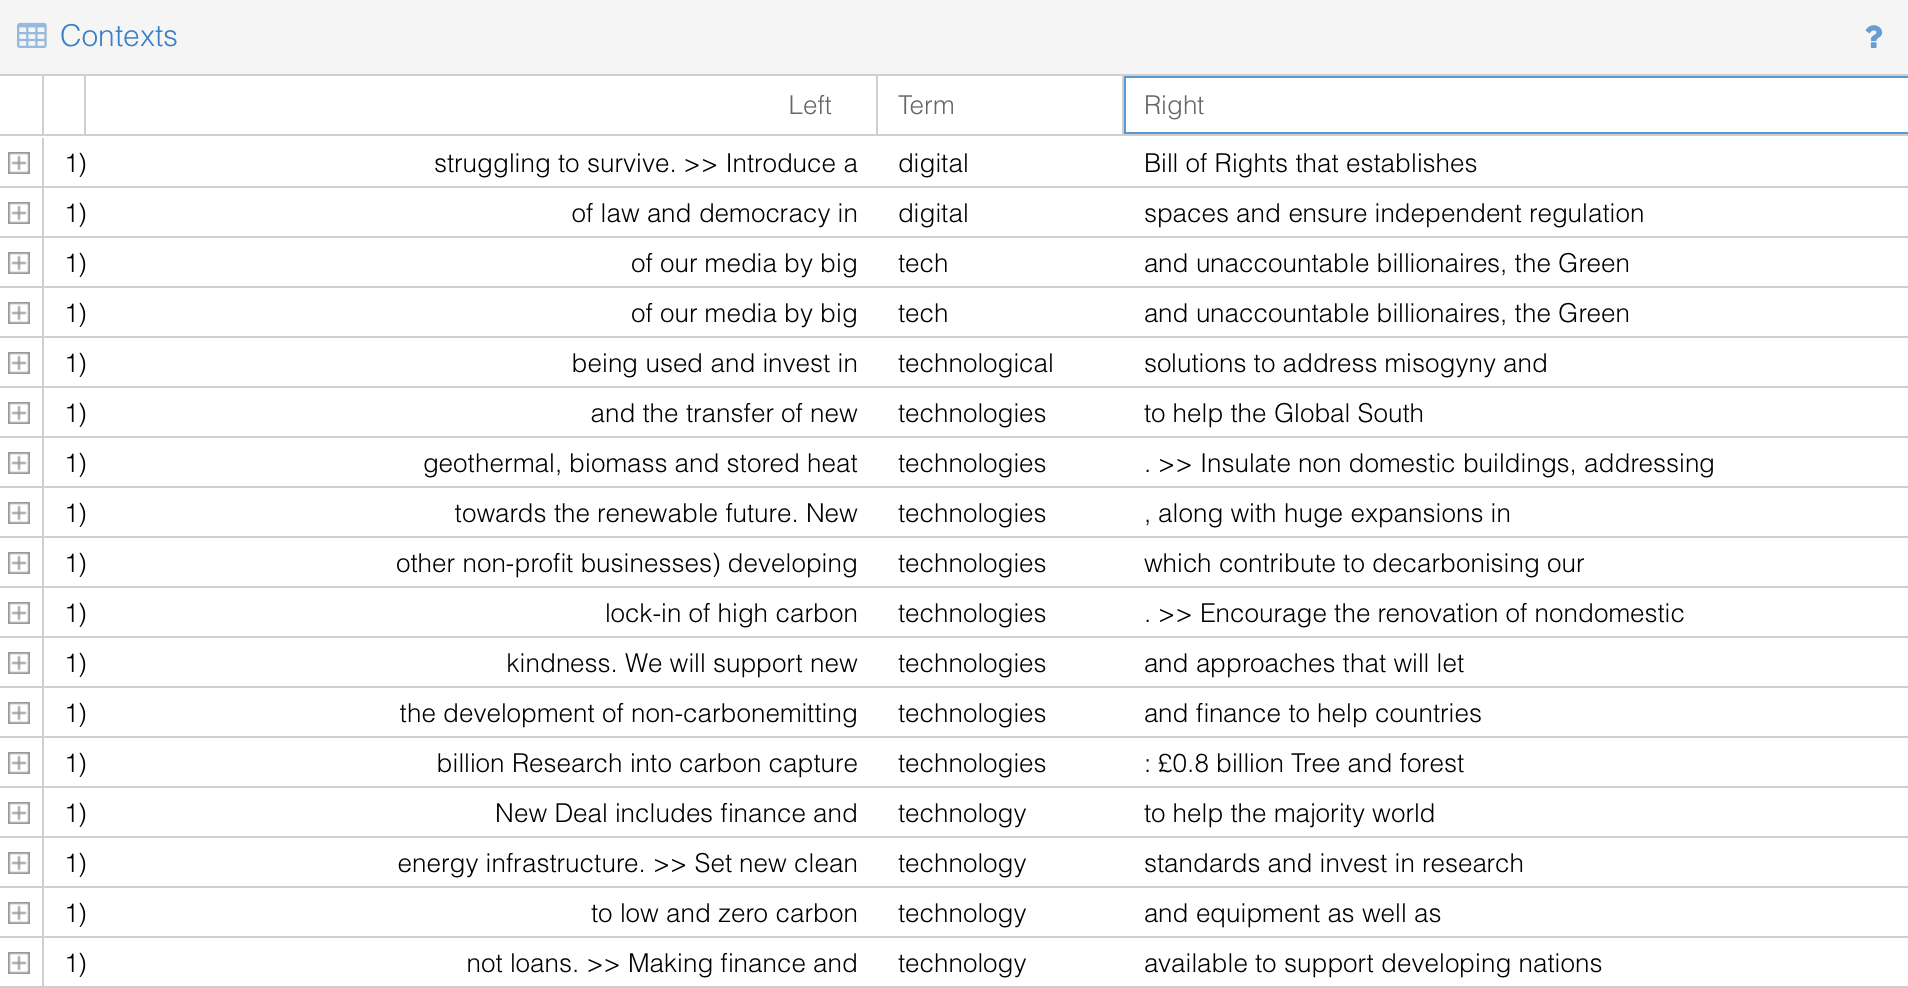 Contexts ?
Left Term Right
1) struggling to survive. >> Introduce a digital Bill of Rights that establishes
1) of law and democracy in digital spaces and ensure independent regulation
1) of our media by big tech and unaccountable billionaires, the Green
1) of our media by big tech and unaccountable billionaires, the Green
1) being used and invest in technological solutions to address misogyny and
1) and the transfer of new technologies to help the Global South
1) geothermal, biomass and stored heat technologies . >> Insulate non domestic buildings, addressing
1) towards the renewable future. New technologies , along with huge expansions in
1) other non-profit businesses) developing technologies which contribute to decarbonising our
1) lock-in of high carbon technologies . >> Encourage the renovation of nondomestic
1) kindness. We will support new technologies and approaches that will let
1) the development of non-carbonemitting technologies and finance to help countries
1) billion Research into carbon capture technologies : £0.8 billion Tree and forest
1) New Deal includes finance and technology to help the majority world
1) energy infrastructure. >> Set new clean technology standards and invest in research
1) to low and zero carbon technology and equipment as well as
1) not loans. >> Making finance and technology available to support developing nations